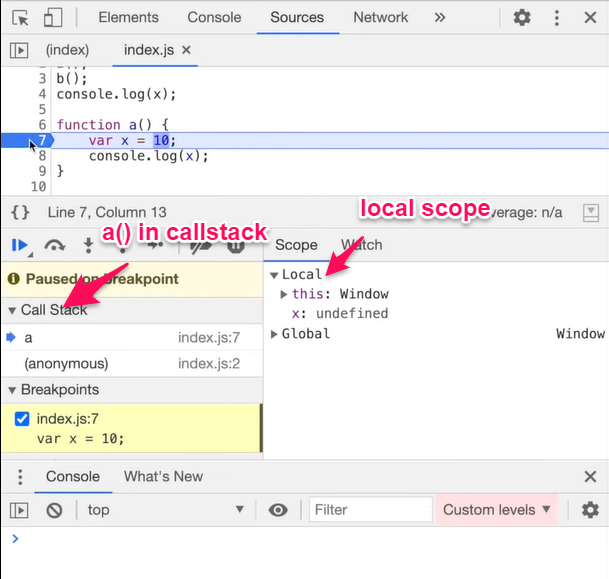 Elements Console Sources Network »
(index) index.js ×
3 b();
4 console.log(x);
5
6 function a() {
7 var x = 10;
8 console.log(x);
9 }
10
{} Line 7, Column 13 verage: n/a
local scope
a() in callstack
Scope Watch
Paused on breakpoint
Call Stack
a index.js:7
(anonymous) index.js:2
Breakpoints
index.js:7
var x = 10;
Local
this: Window
x: undefined
Global Window
Console What's New
top Filter Custom levels